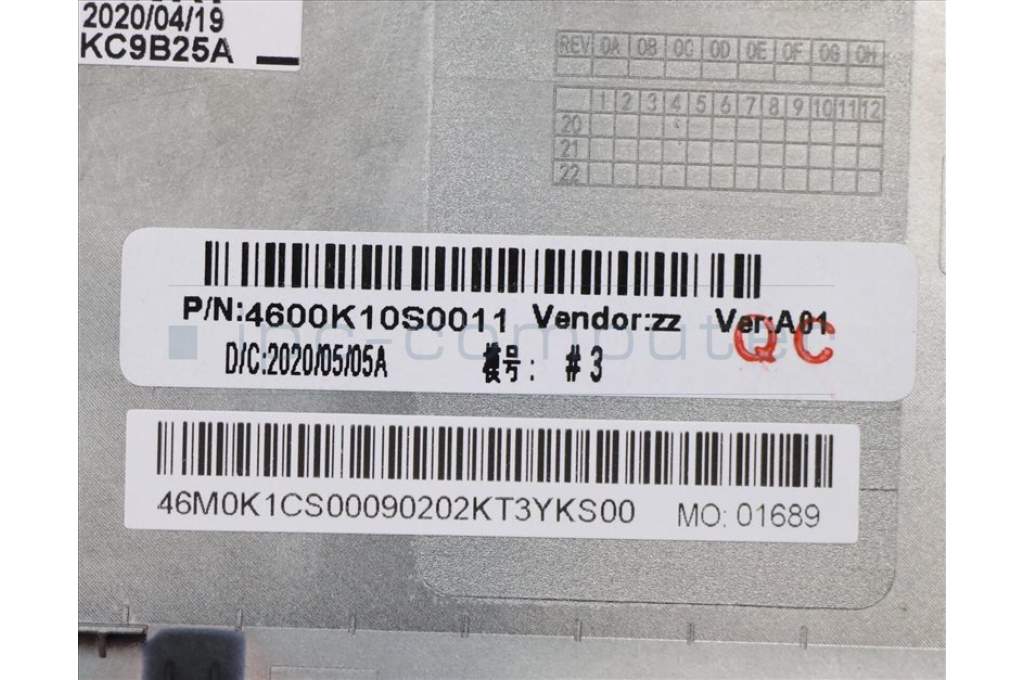 2020/04/19
KC9B25A
REV 0A 0B 0C 0D 0E 0F 0G 0H
1 2 3 4 5 6 7 8 9 10 11 12
20
21
22
P/N:4600K10S0011 Vendor:zz Ver:A01
ipc-computer
QC
D/C:2020/05/05A 模号: #3
46M0K1CS00090202KT3YKS00 MO: 01689